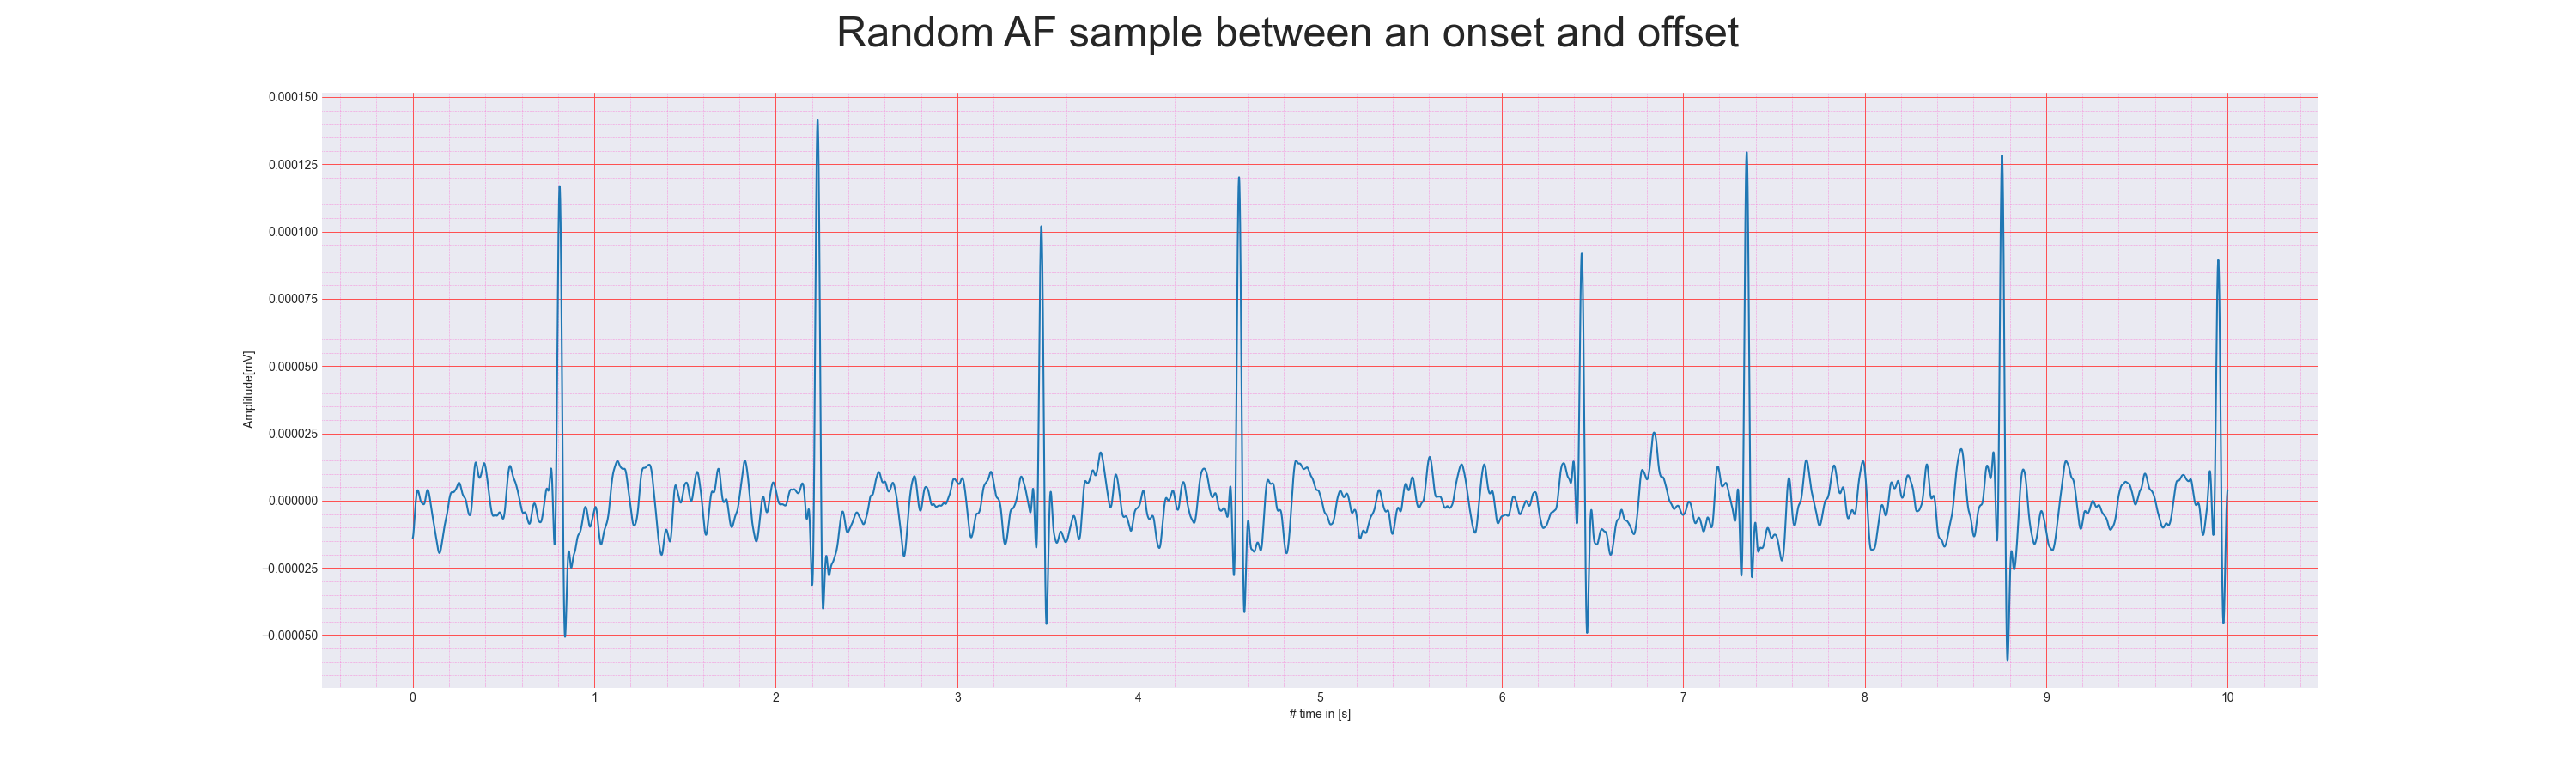 Random AF sample between an onset and offset
0.000150
0.000125
0.000100
0.000075
0.000050
0.000025
0.000000
−0.000025
−0.000050
Amplitude[mV]
0 1 2 3 4 5 6 7 8 9 10
# time in [s]